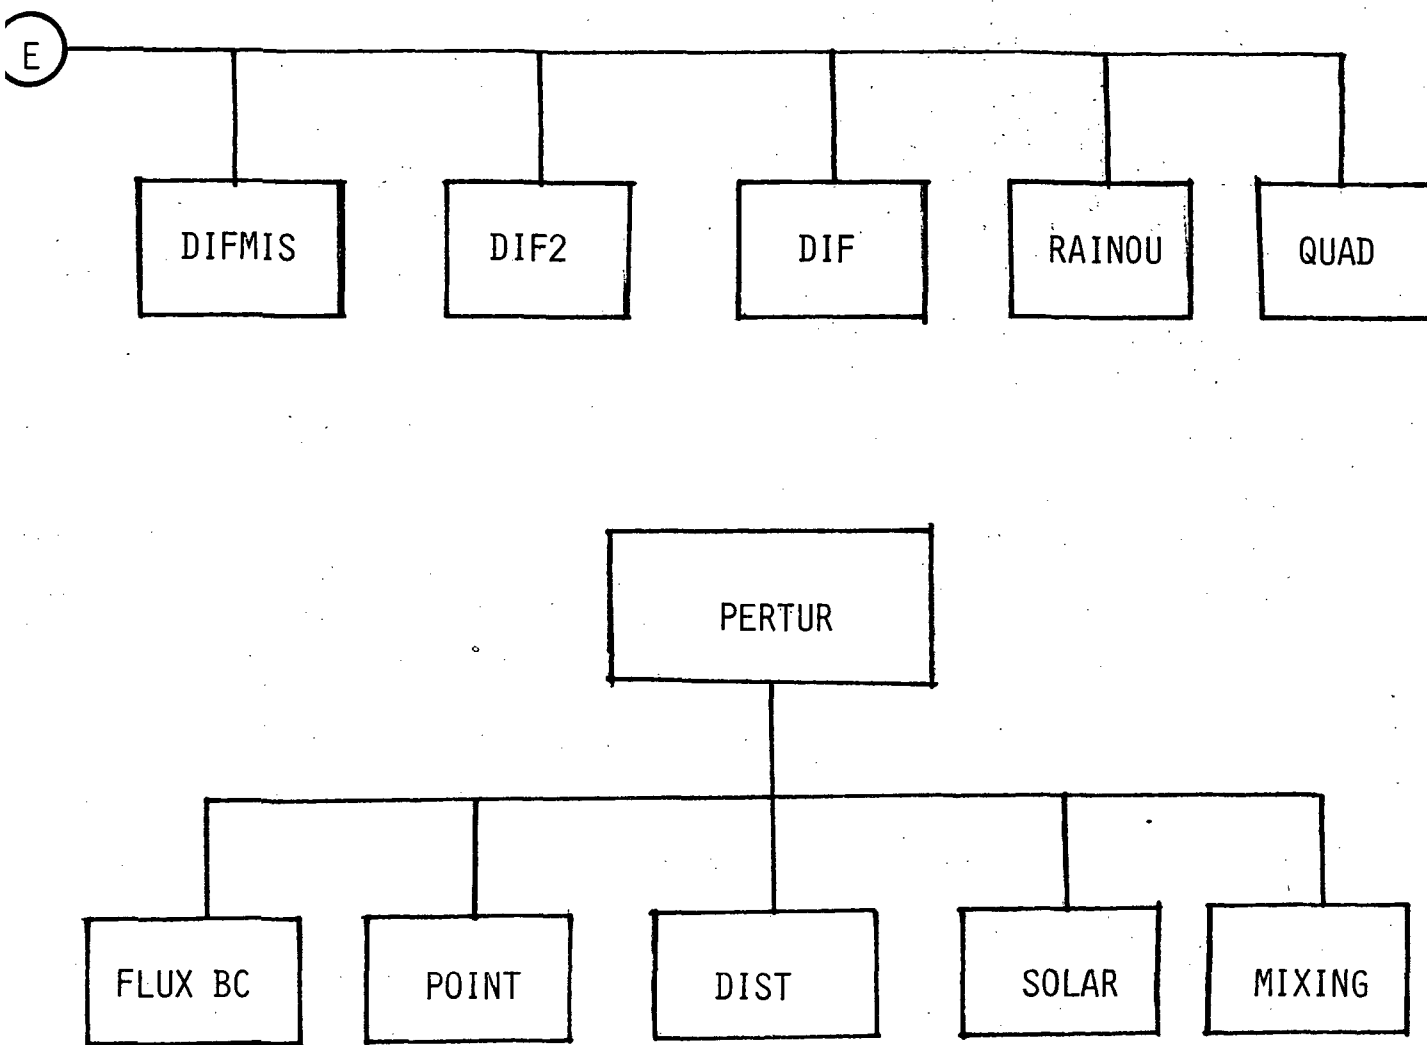 E
DIFMIS
DIF2
DIF
RAINOU
QUAD
PERTUR
FLUX BC
POINT
DIST
SOLAR
MIXING